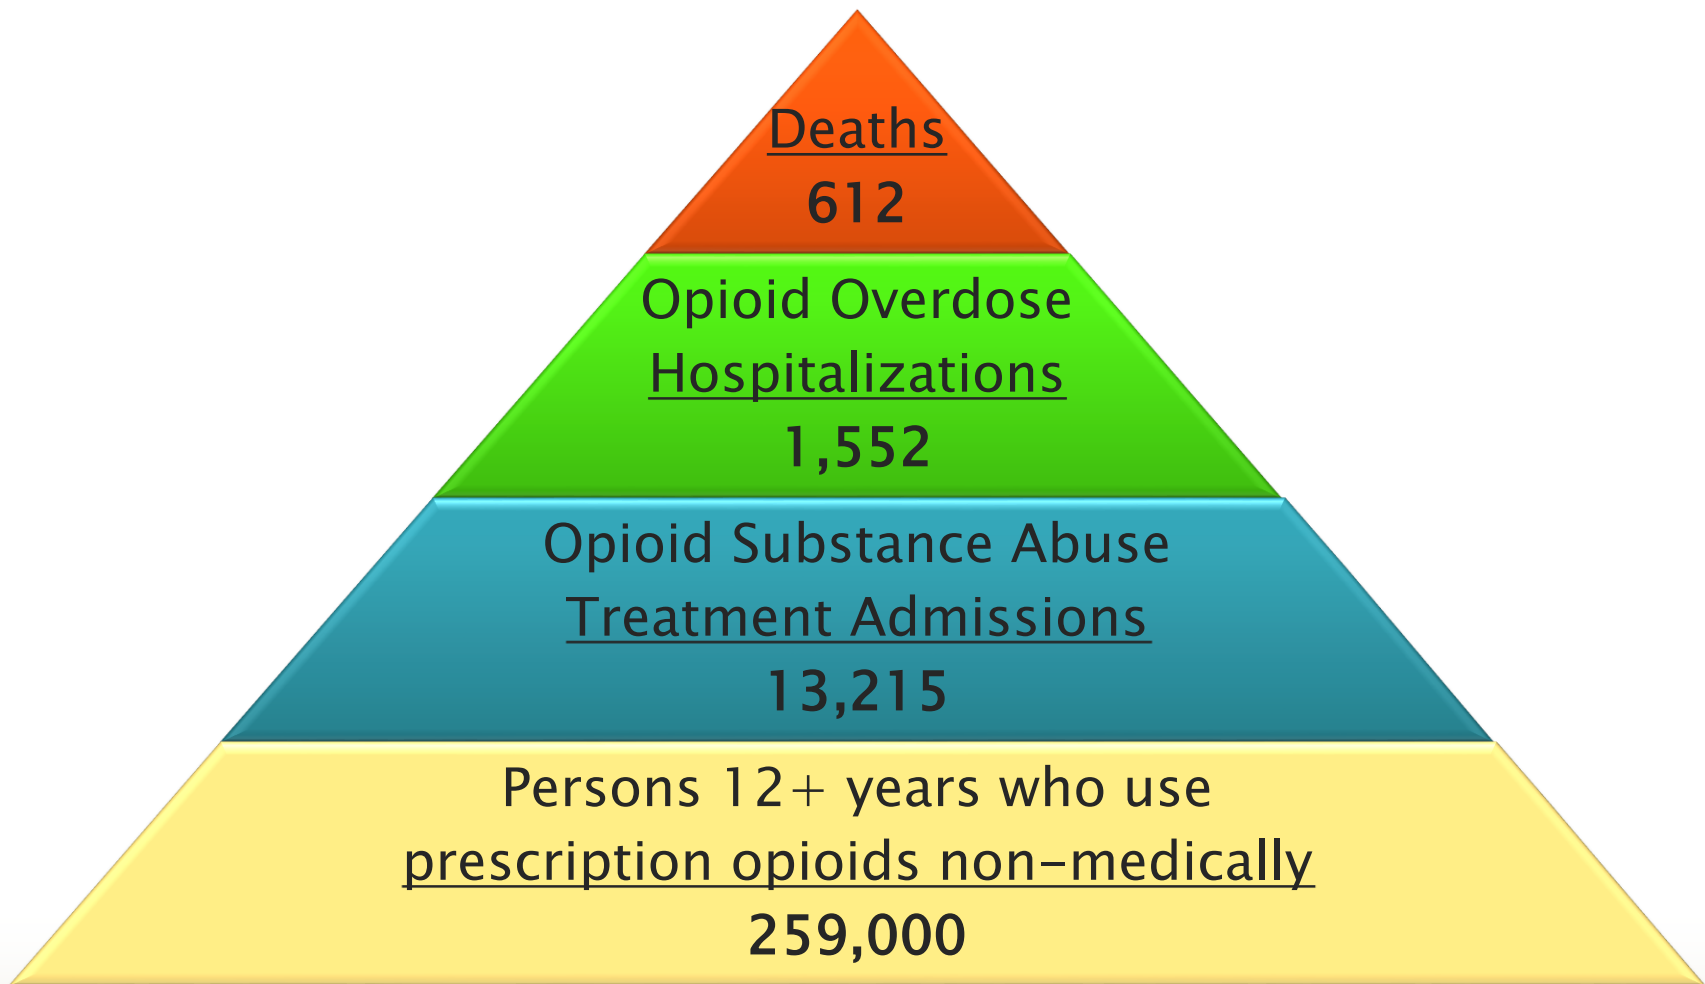 Deaths
612
Opioid Overdose
Hospitalizations
1,552
Opioid Substance Abuse
Treatment Admissions
13,215
Persons 12+ years who use
prescription opioids non-medically
259,000